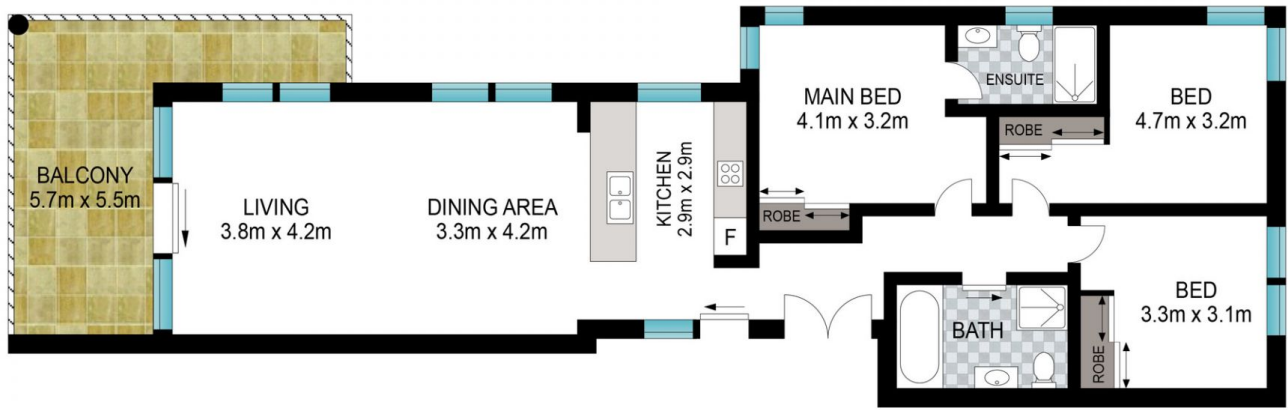 BALCONY
5.7m x 5.5m
LIVING
3.8m x 4.2m
DINING AREA
3.3m x 4.2m
KITCHEN
2.9m x 2.9m
F
MAIN BED
4.1m x 3.2m
ROBE
ENSUITE
ROBE
BED
4.7m x 3.2m
BATH
BED
3.3m x 3.1m
ROBE